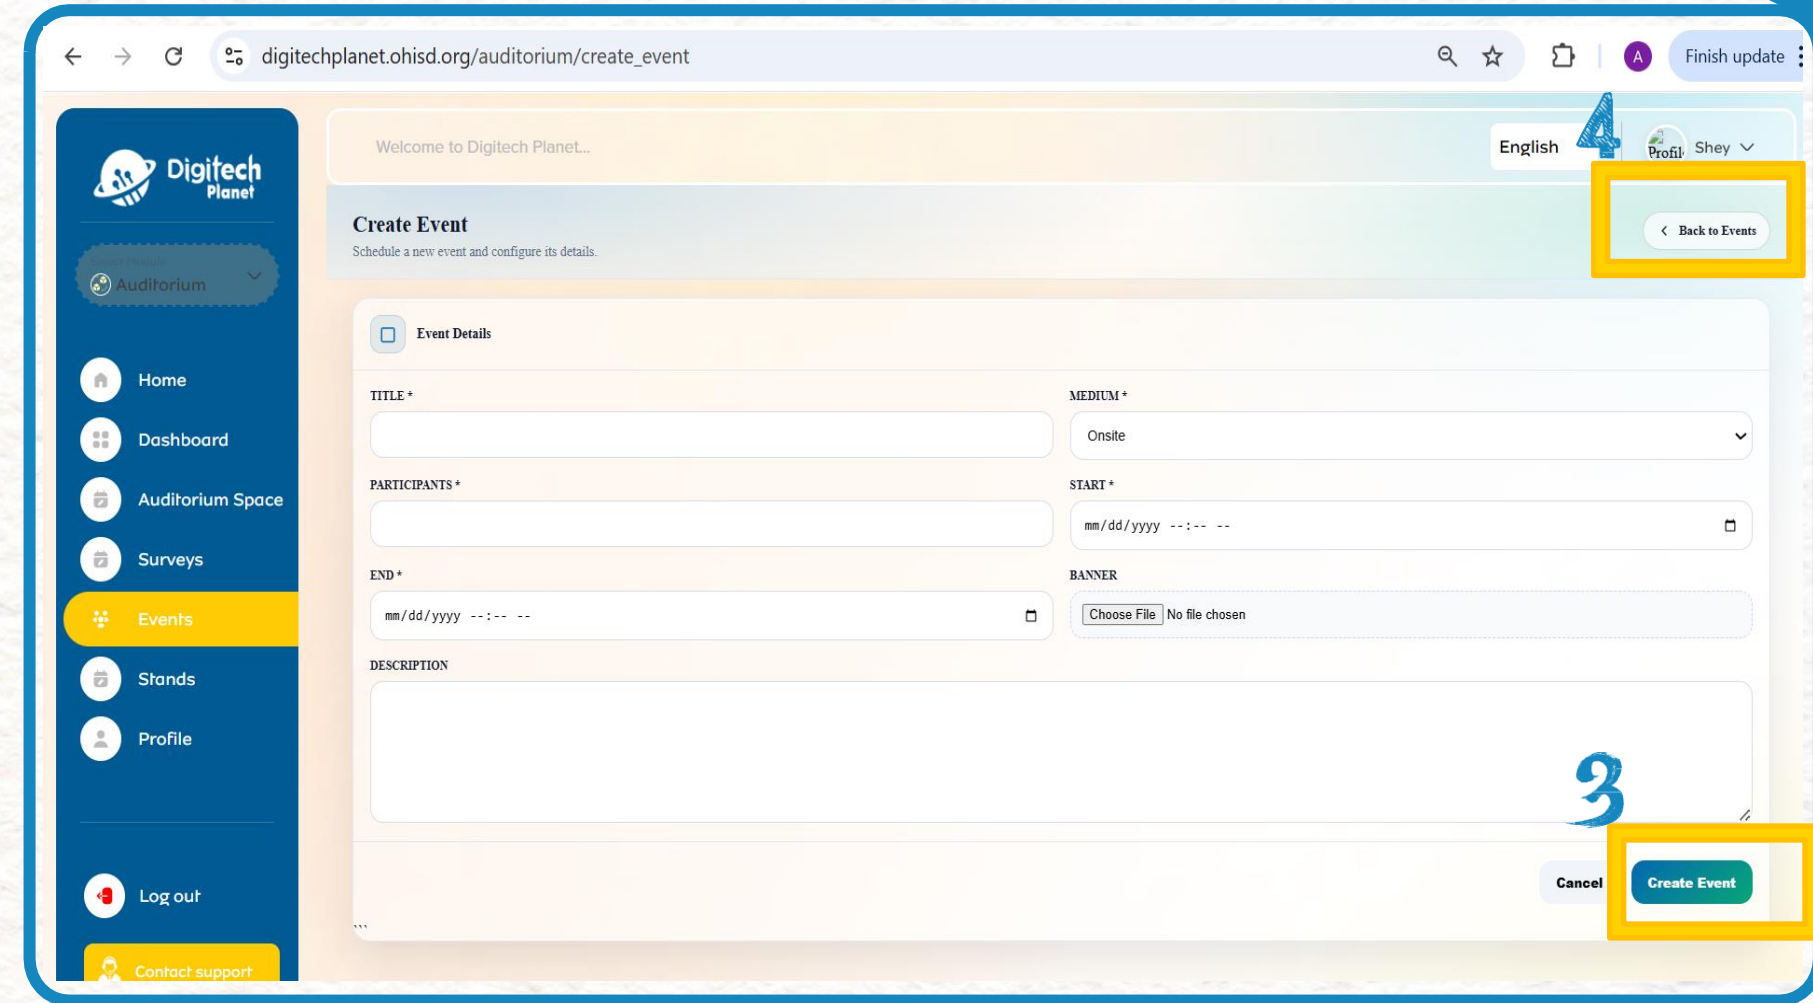 digitechplanet.ohisd.org/auditorium/create_event
A
Finish update
Digitech
Planet
Welcome to Digitech Planet...
English
4
Profil
Shey
Create Event
Schedule a new event and configure its details.
Back to Events
Auditorium
Event Details
Home
Dashboard
Auditorium Space
Surveys
Events
Stands
Profile
Log out
Contact support
TITLE *
MEDIUM *
Onsite
PARTICIPANTS *
START *
mm/dd/yyyy --:-- --
END *
mm/dd/yyyy --:-- --
BANNER
Choose File No file chosen
DESCRIPTION
3
Cancel
Create Event
```